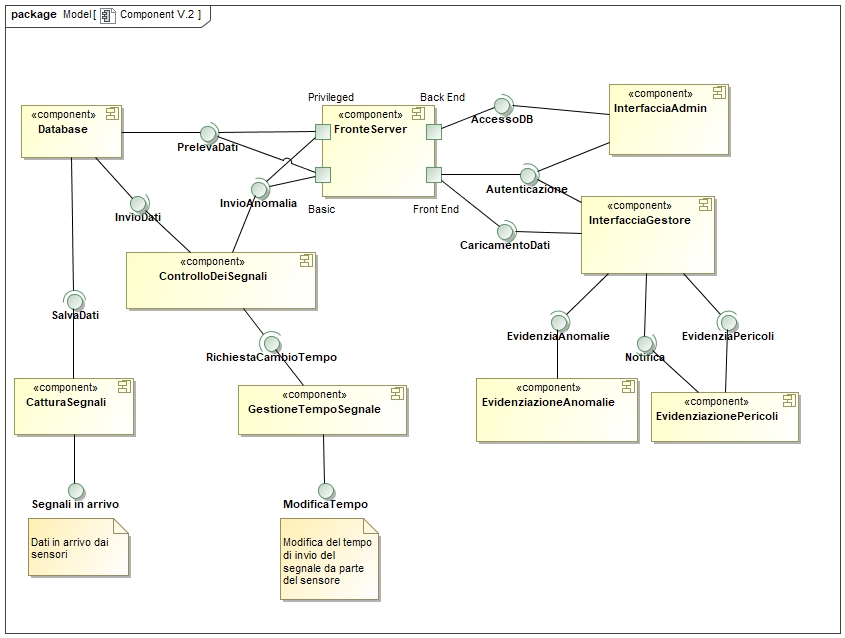 package Model [ Component V.2 ]
Privileged
Back End
«component»
InterfacciaAdmin
«component»
Database
«component»
FronteServer
AccessoDB
PrelevaDati
Autenticazione
InvioAnomalia
Basic
Front End
«component»
InterfacciaGestore
InvioDati
CaricamentoDati
«component»
ControlloDeiSegnali
SalvaDati
EvidenziaAnomalie
EvidenziaPericoli
RichiestaCambioTempo
Notifica
«component»
CatturaSegnali
«component»
GestioneTempoSegnale
«component»
EvidenziazioneAnomalie
«component»
EvidenziazionePericoli
Segnali in arrivo
ModificaTempo
Dati in arrivo dai
sensori
Modifica del tempo
di invio del
segnale da parte
del sensore